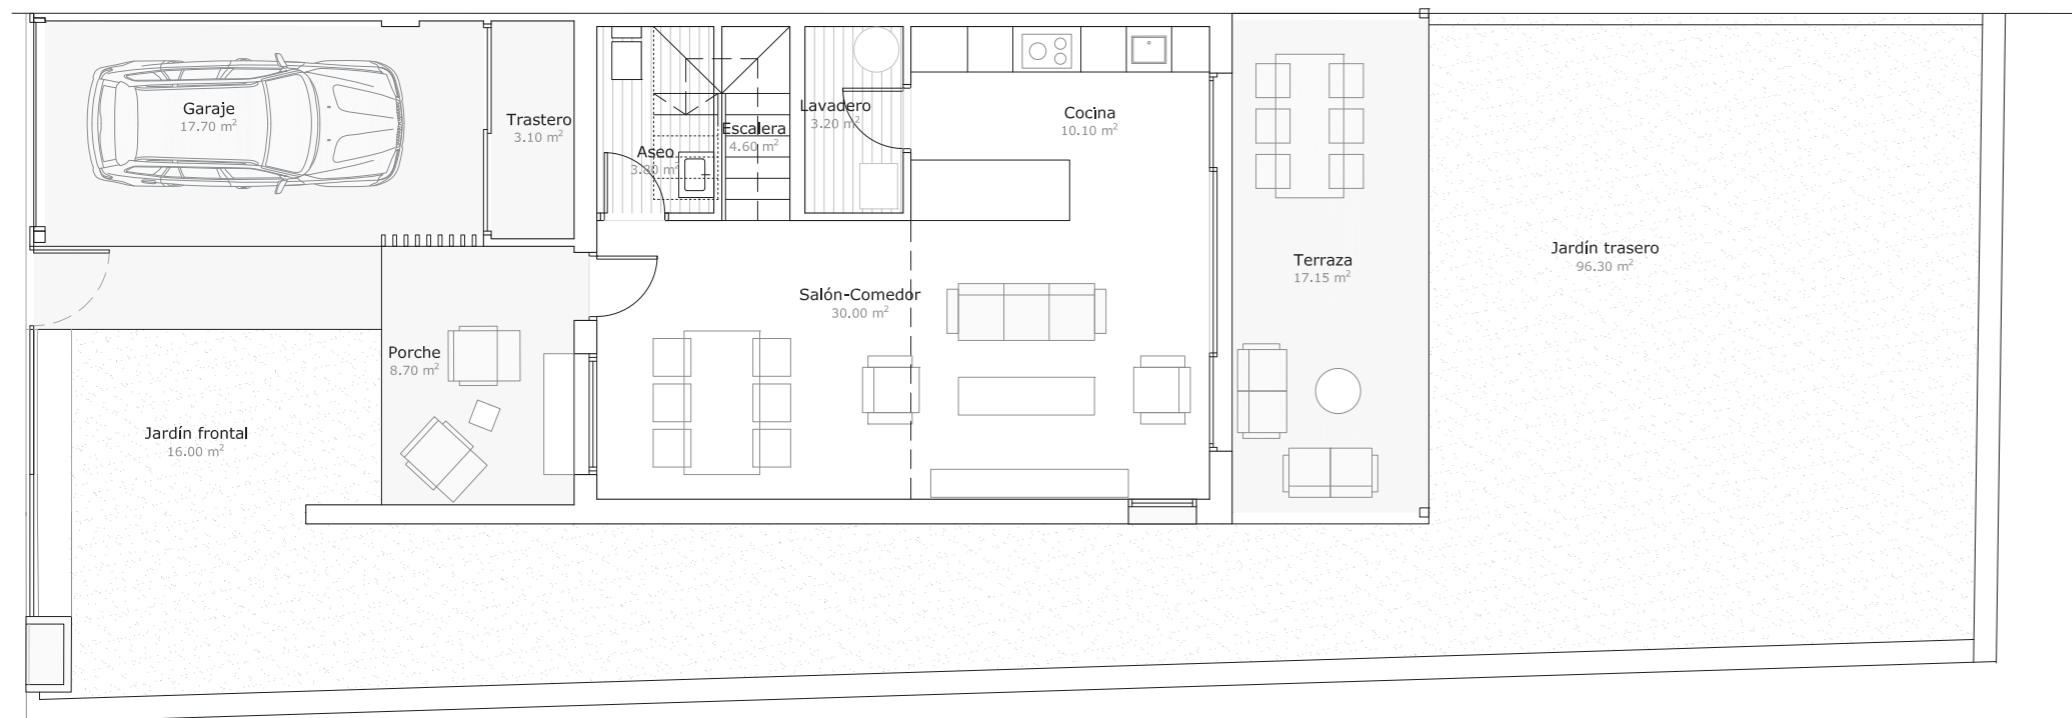 Garaje
17.70 m²
Trastero
3.10 m²
Aseo
3.80 m²
Escalera
4.60 m²
Lavadero
3.20 m²
Cocina
10.10 m²
Salón-Comedor
30.00 m²
Terraza
17.15 m²
Jardín trasero
96.30 m²
Porche
8.70 m²
Jardín frontal
16.00 m²